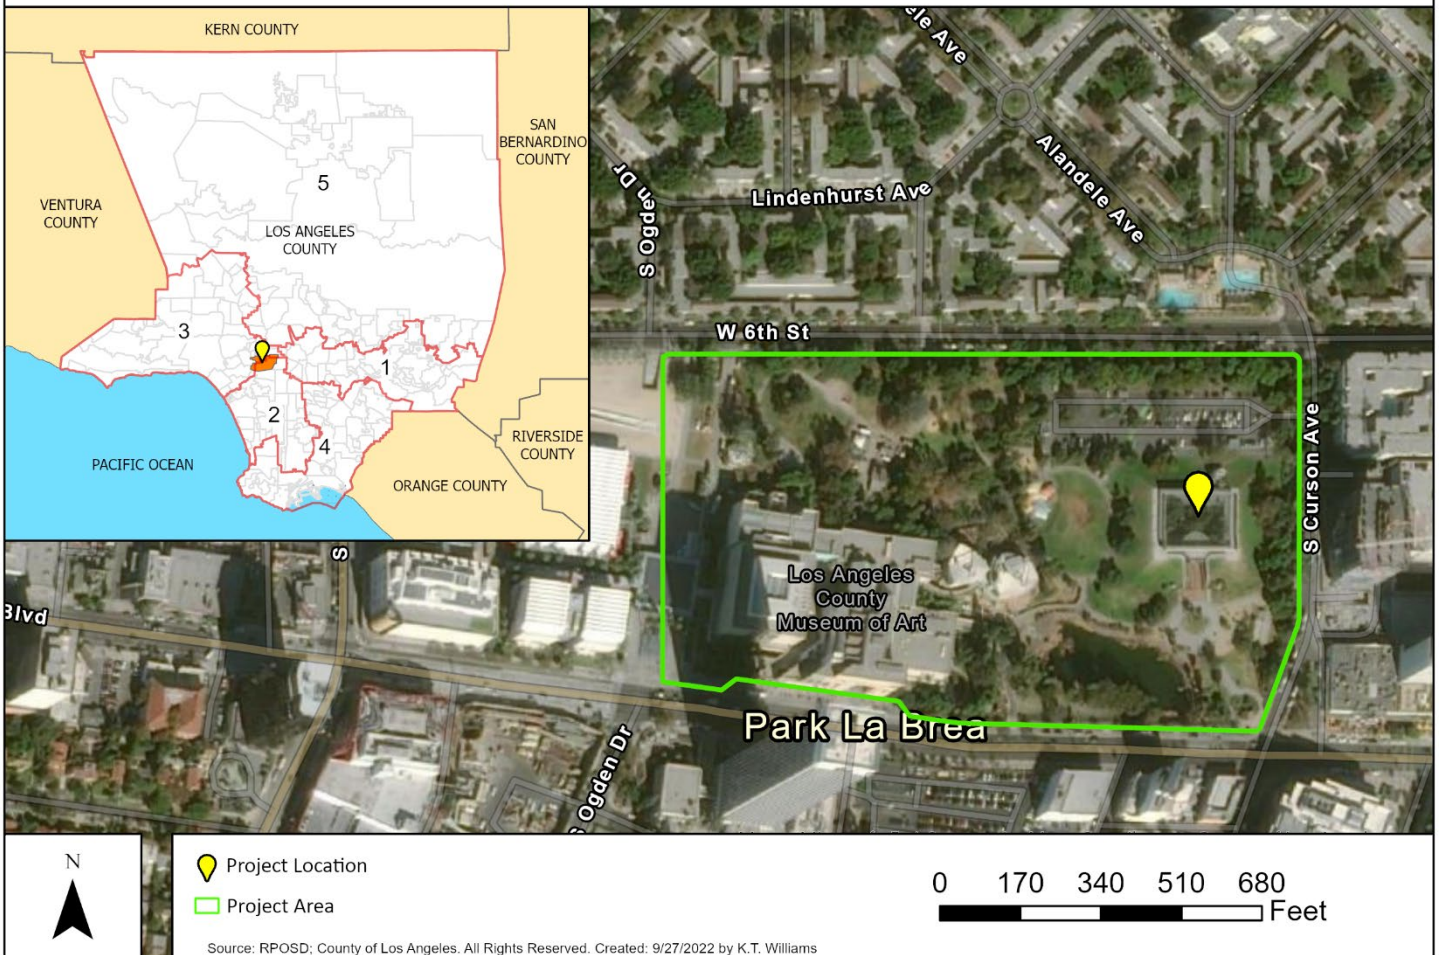 KERN COUNTY
SAN
BERNARDINO
COUNTY
5
VENTURA
COUNTY
LOS ANGELES
COUNTY
3
1
2
4
RIVERSIDE
COUNTY
PACIFIC OCEAN
ORANGE COUNTY
ele Ave
Alandele Ave
S Ogden Dr
Lindenhurst Ave
W 6th St
S Curson Ave
Los Angeles
County
Museum of Art
S
Blvd
Park La Brea
S Ogden Dr
N
Project Location
Project Area
0 170 340 510 680
Feet
Source: RPOSD; County of Los Angeles. All Rights Reserved. Created: 9/27/2022 by K.T. Williams